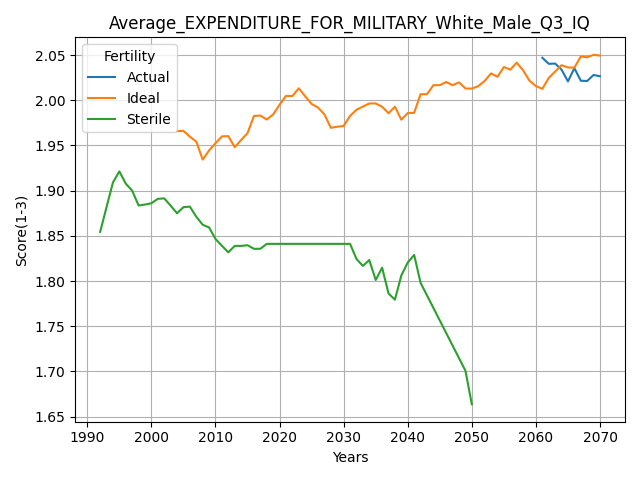 Average_EXPENDITURE_FOR_MILITARY_White_Male_Q3_IQ
Fertility
Actual
Ideal
Sterile
Score(1-3)
2.05
2.00
1.95
1.90
1.85
1.80
1.75
1.70
1.65
1990 2000 2010 2020 2030 2040 2050 2060 2070
Years